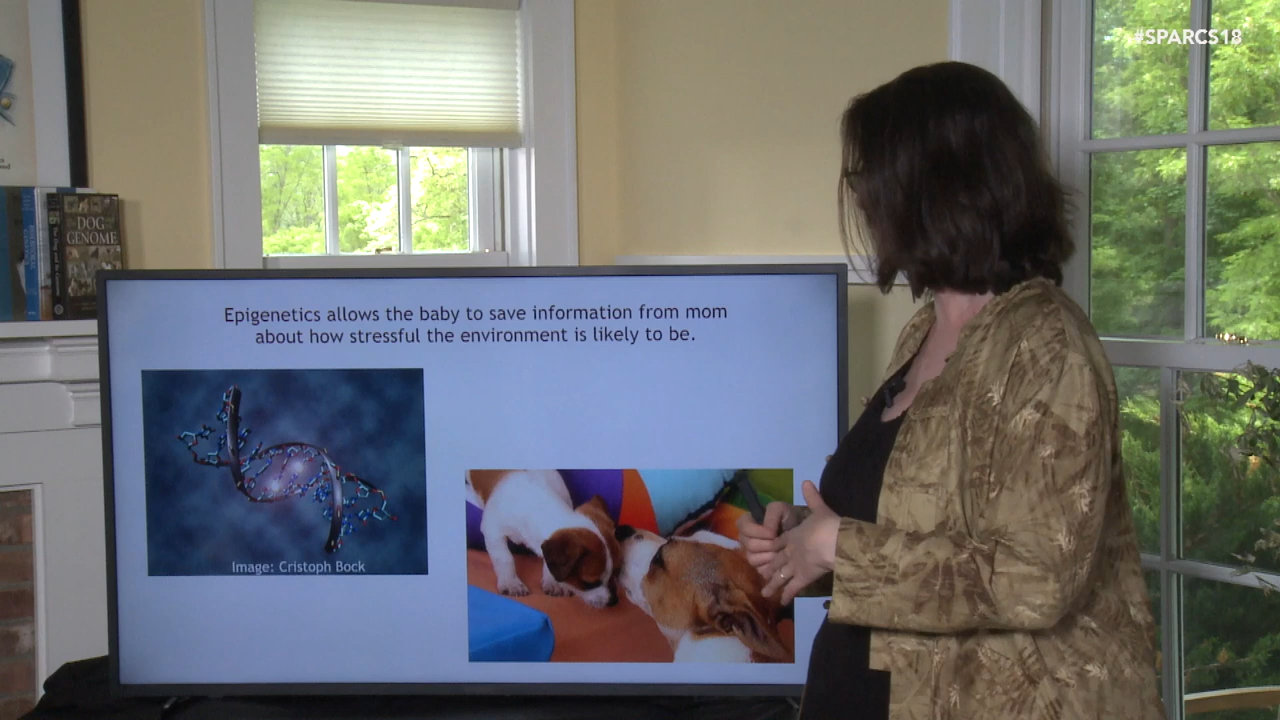 #SPARCS18
DOG
GENOME
Epigenetics allows the baby to save information from mom
about how stressful the environment is likely to be.
Image: Cristoph Bock